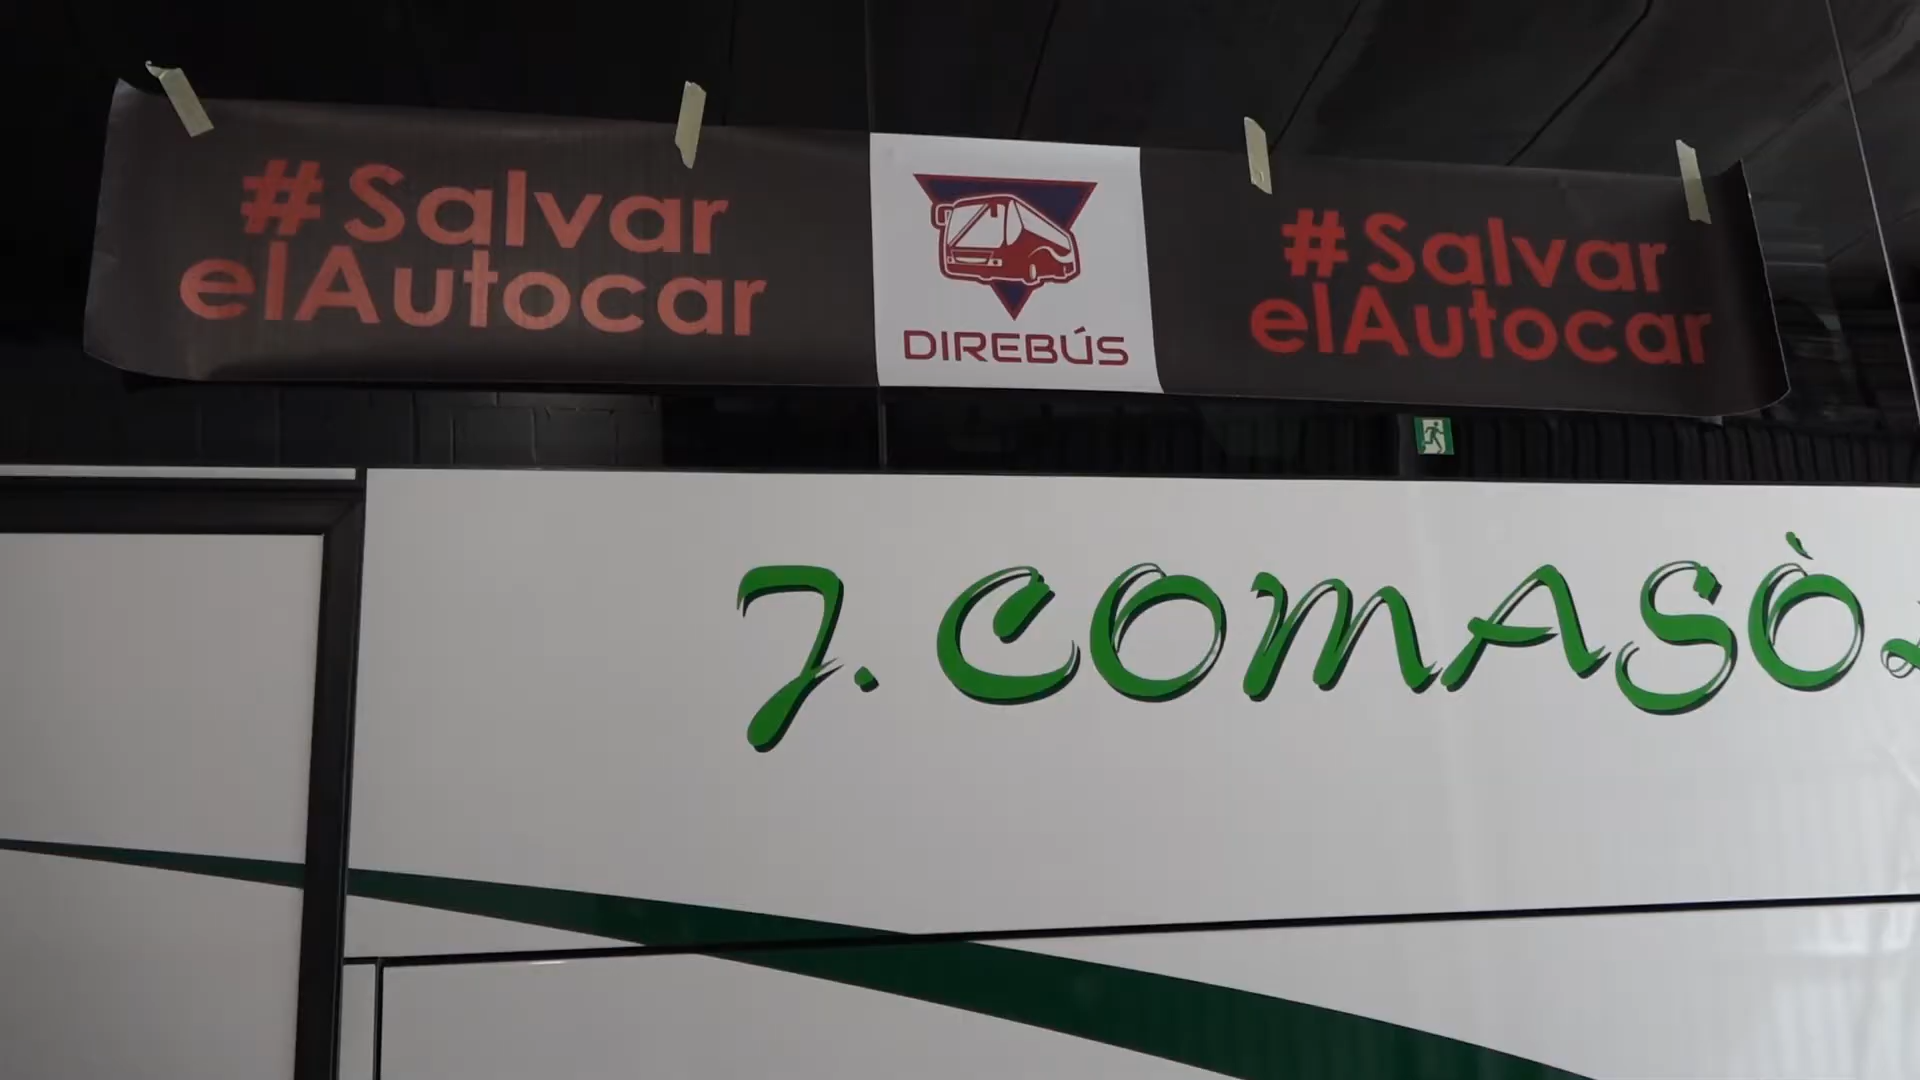 #Salvar
elAutocar
DIREBÚS
#Salvar
elAutocar
J. COMASÒ